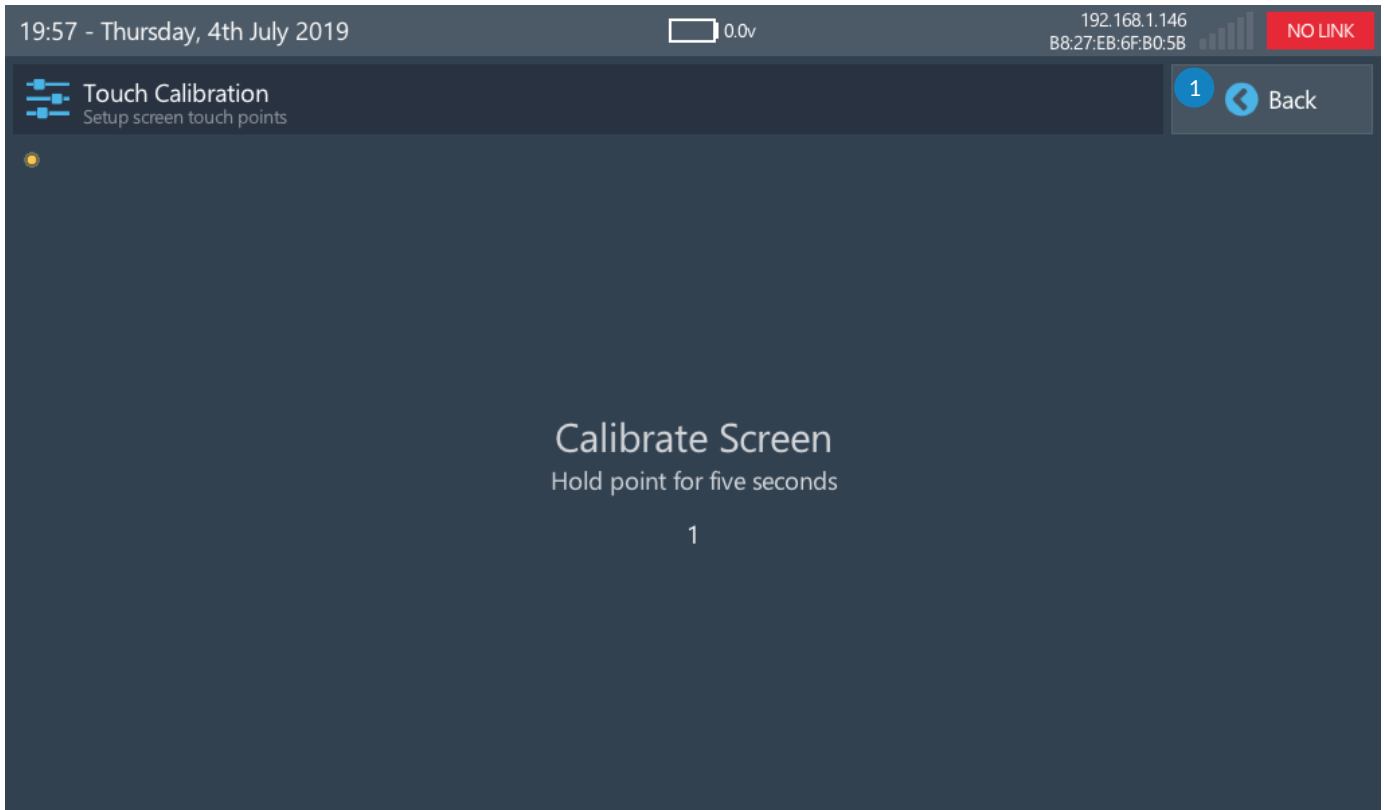 19:57 - Thursday, 4th July 2019
0.0v
192.168.1.146
B8:27:EB:6F:B0:5B
NO LINK
Touch Calibration
Setup screen touch points
1
Back
Calibrate Screen
Hold point for five seconds
1